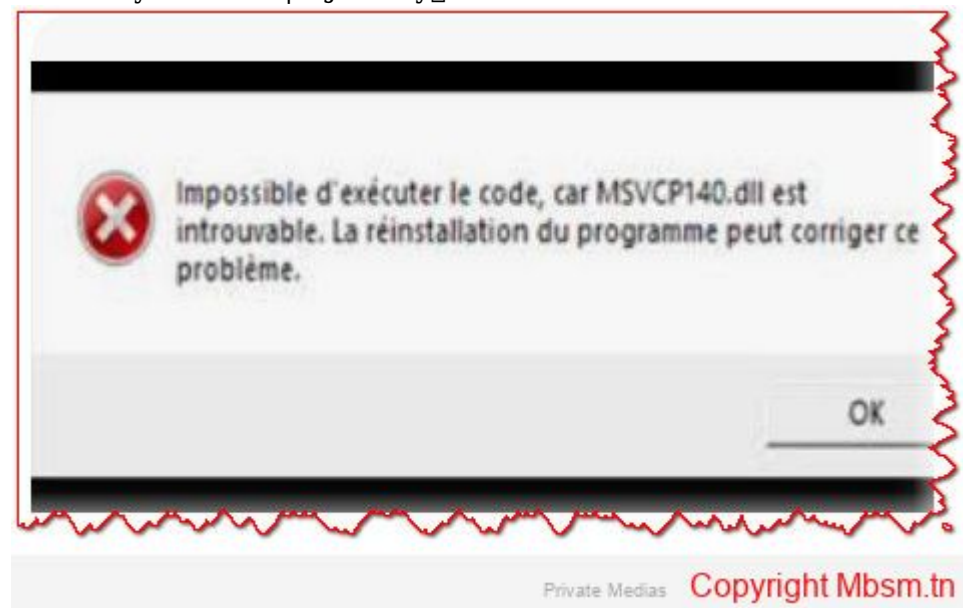 Impossible d'exécuter le code, car MSVCP140.dll est
introuvable. La réinstallation du programme peut corriger ce
problème.
OK
Private Medias Copyright Mbsm.tn